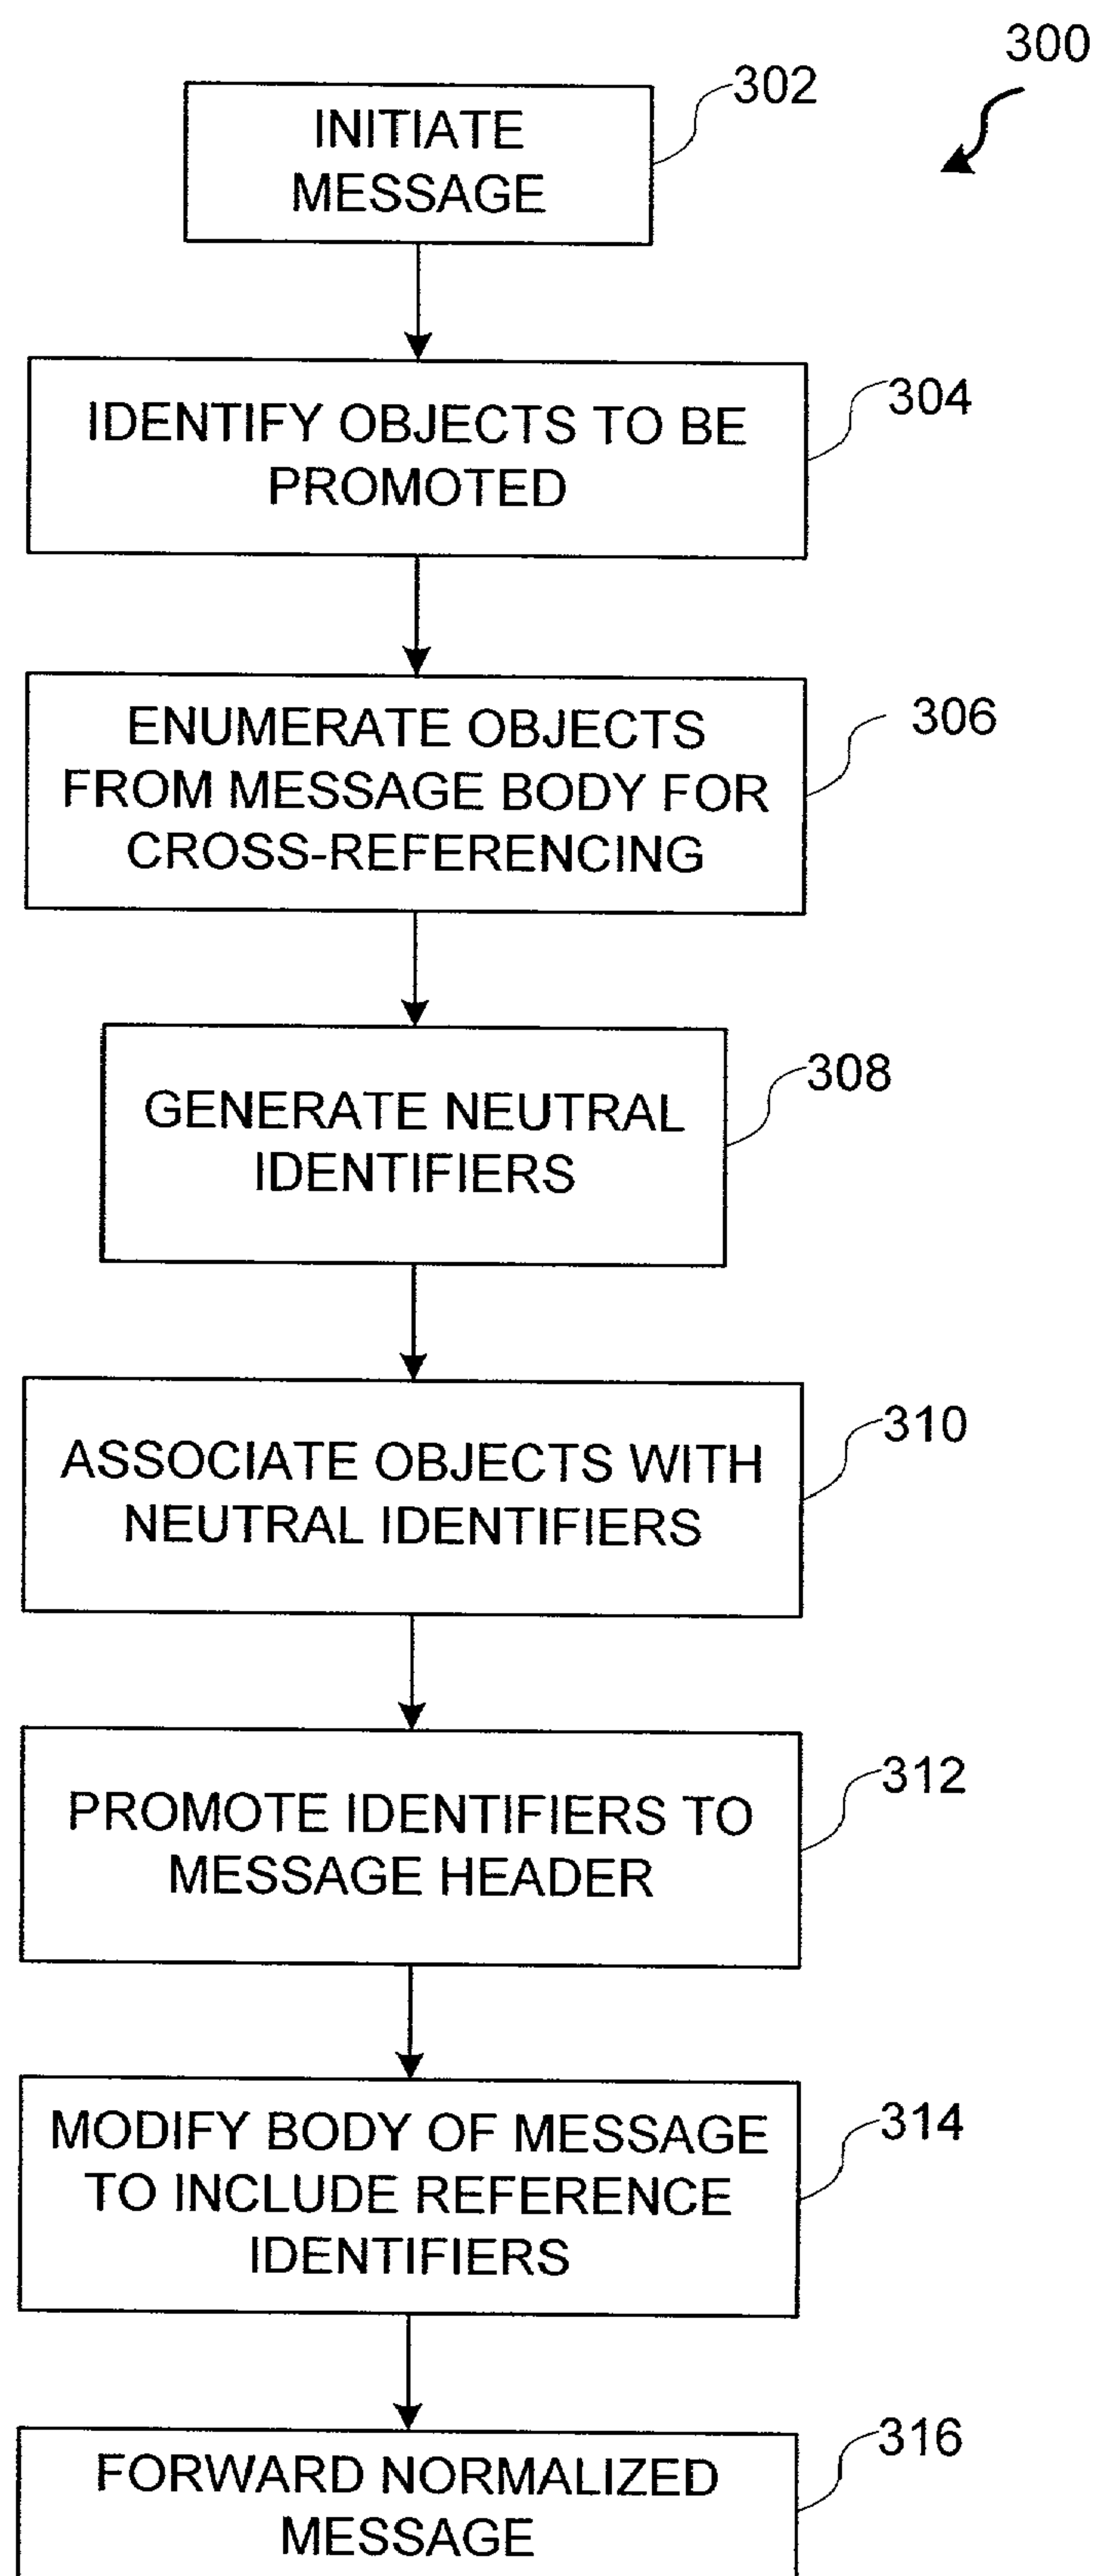 300
302
INITIATE
MESSAGE
304
IDENTIFY OBJECTS TO BE
PROMOTED
306
ENUMERATE OBJECTS
FROM MESSAGE BODY FOR
CROSS-REFERENCING
308
GENERATE NEUTRAL
IDENTIFIERS
310
ASSOCIATE OBJECTS WITH
NEUTRAL IDENTIFIERS
312
PROMOTE IDENTIFIERS TO
MESSAGE HEADER
314
MODIFY BODY OF MESSAGE
TO INCLUDE REFERENCE
IDENTIFIERS
316
FORWARD NORMALIZED
MESSAGE